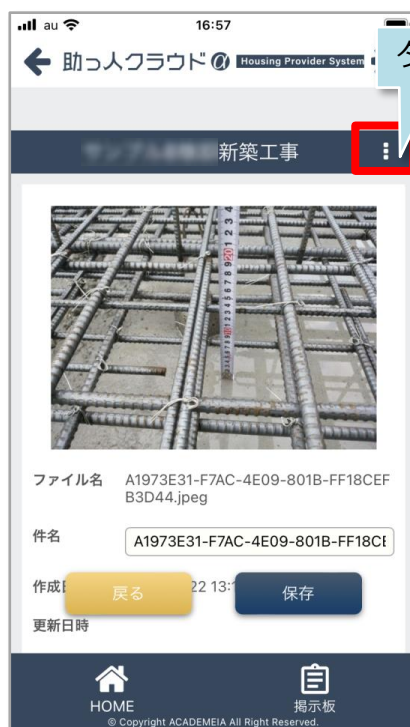 au 16:57
助っ人クラウド α Housing Provider System
新築工事
ファイル名 A1973E31-F7AC-4E09-801B-FF18CEF
B3D44.jpeg
件名 A1973E31-F7AC-4E09-801B-FF18CE
作成 22 13:
戻る 保存
更新日時
HOME 掲示板
© Copyright ACADEMEIA All Right Reserved.